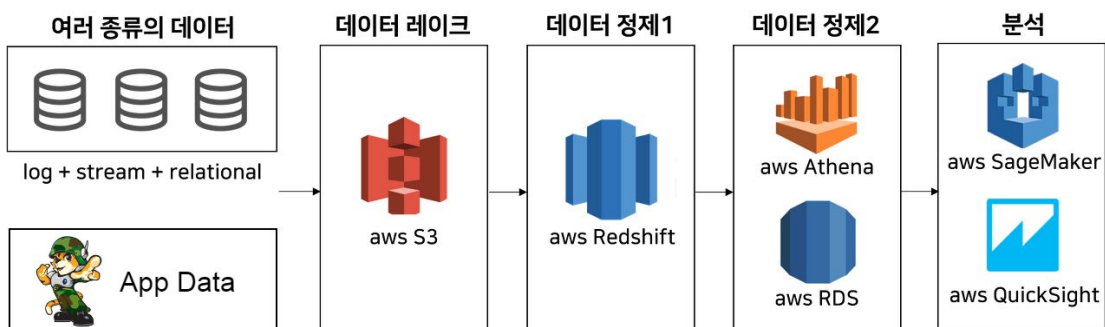 여러 종류의 데이터
데이터 레이크
데이터 정제1
데이터 정제2
분석
log + stream + relational
App Data
aws S3
aws Redshift
aws Athena
aws RDS
aws SageMaker
aws QuickSight